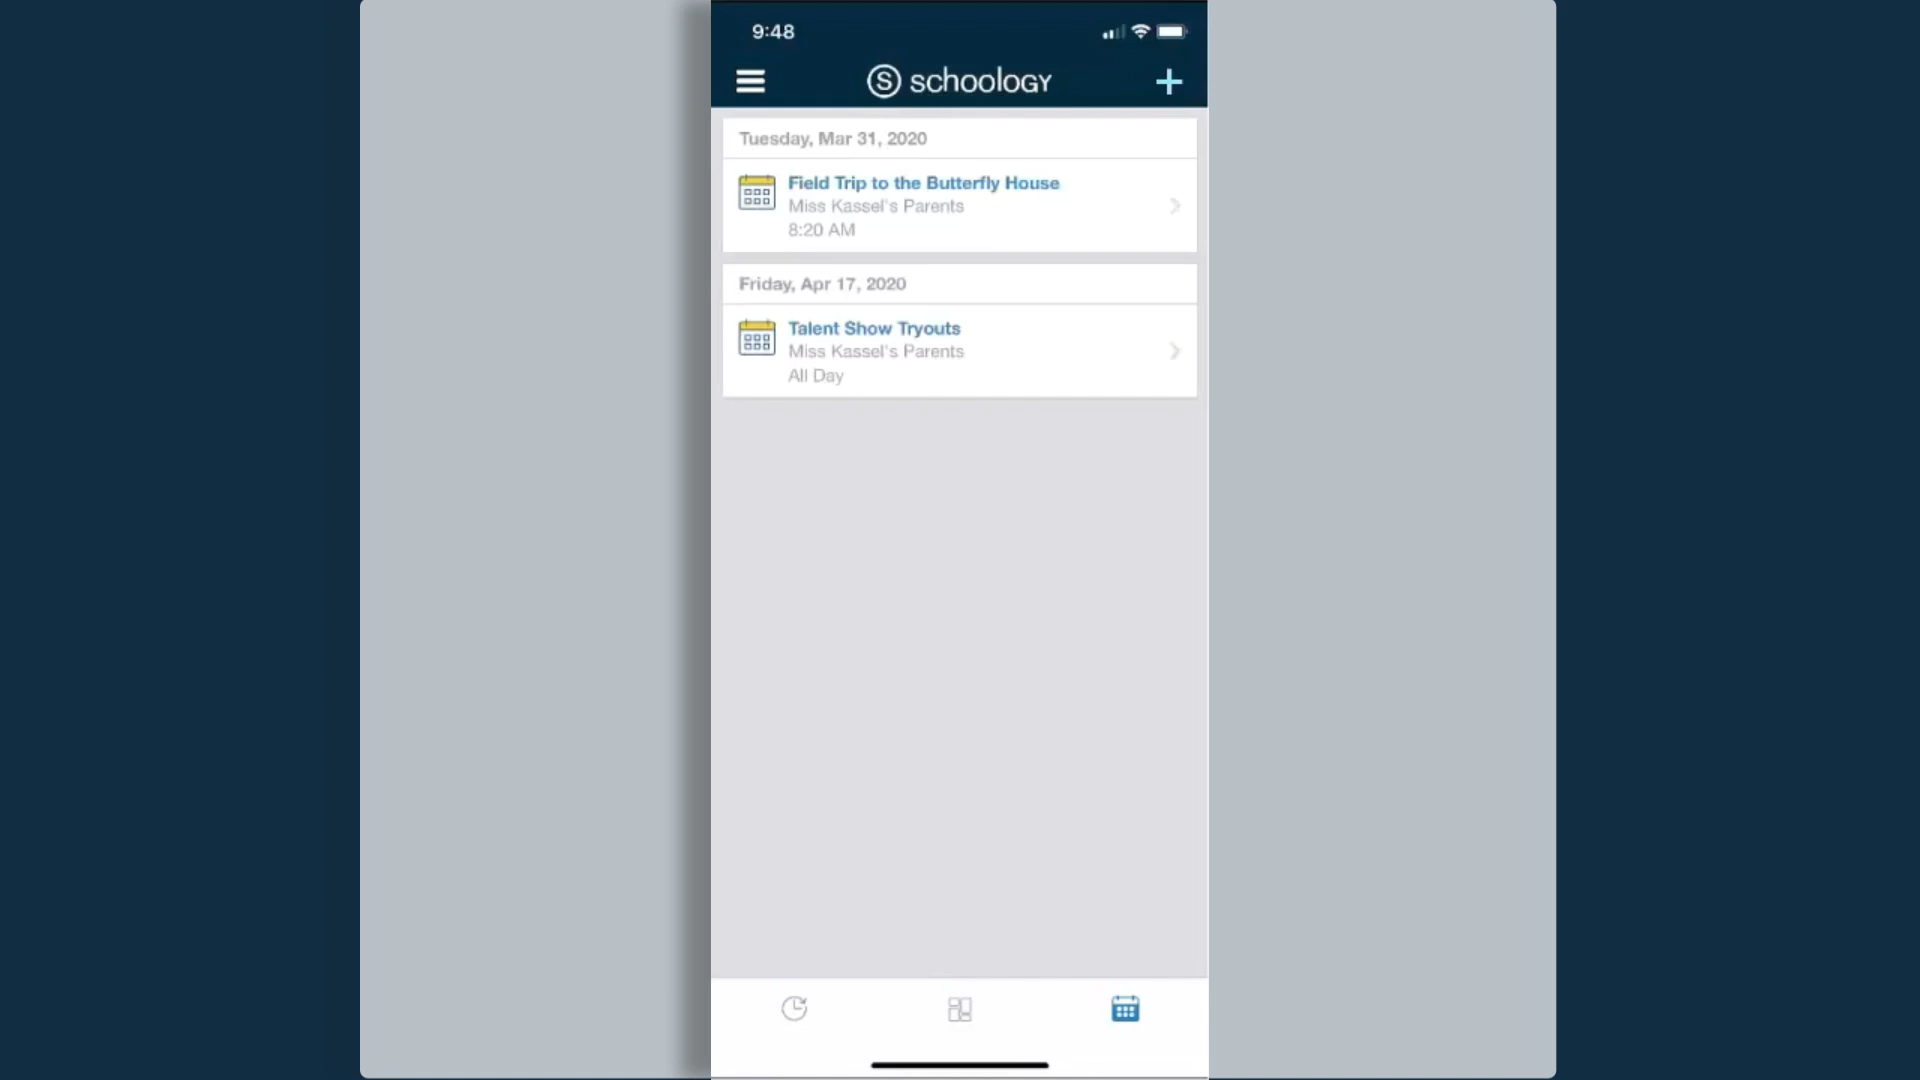 9:48
S schoology
Tuesday, Mar 31, 2020
Field Trip to the Butterfly House
Miss Kassel's Parents
8:20 AM
Friday, Apr 17, 2020
Talent Show Tryouts
Miss Kassel's Parents
All Day